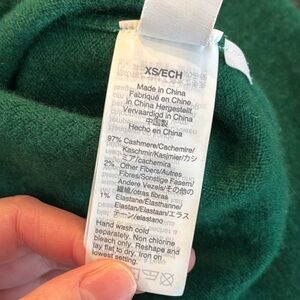 XS/ECH
Made in China
Fabriqué en Chine
In China Hergestellt
Vervaardigd in China
中国製
Hecho en China
97% Cashmere/Cachemire/
Kaschmir/Kasjmier/カシ
ミア/cachemira
2% Other Fibers/Autres
Fibres/Sonstige Fasern/
Andere Vezels/その他の
繊維/otras fibras
1% Elastane/Élasthanne/
Elastan/Elastaan/エラス
テーン/elastano
Hand wash cold
separately. Non chlorine
bleach only. Reshape and
lay flat to dry. Iron on
lowest setting.